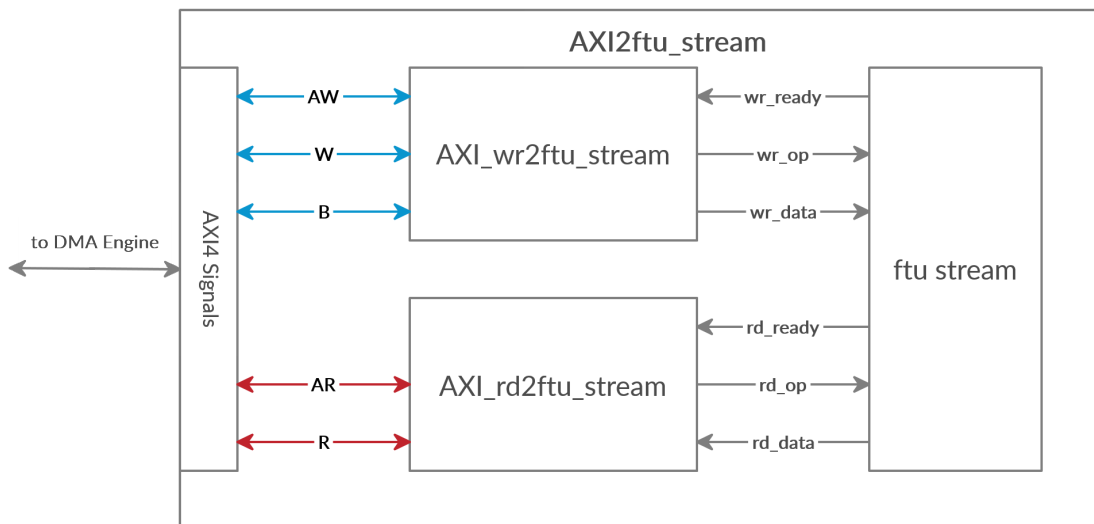 AXI2ftu_stream
AW
wr_ready
W
AXI_wr2ftu_stream
wr_op
B
wr_data
to DMA Engine
AXI4 Signals
ftu stream
rd_ready
AR
AXI_rd2ftu_stream
rd_op
R
rd_data